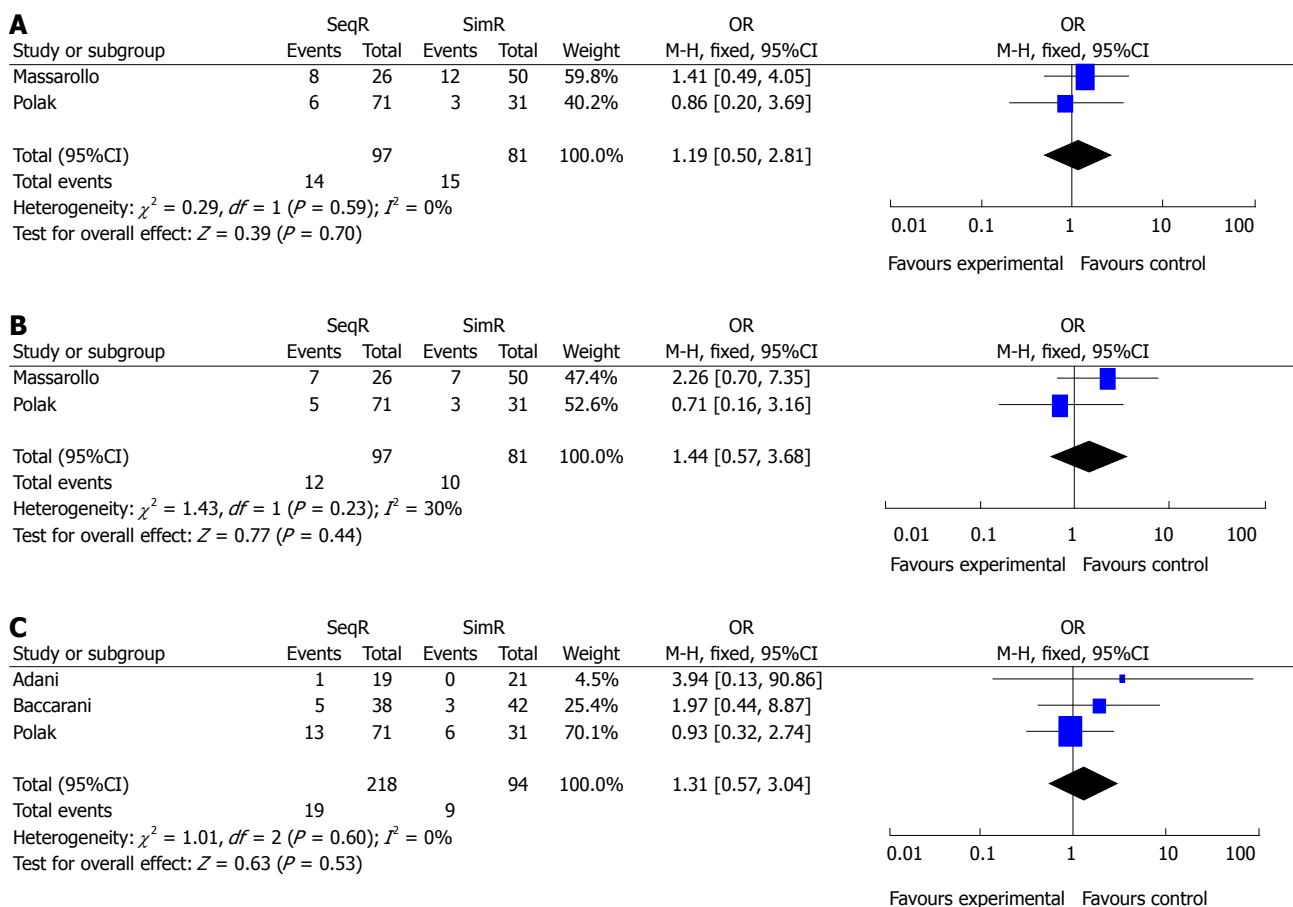 A SeqR SimR OR OR
Study or subgroup Events Total Events Total Weight M-H, fixed, 95%CI M-H, fixed, 95%CI
Massarollo 8 26 12 50 59.8% 1.41 [0.49, 4.05]
Polak 6 71 3 31 40.2% 0.86 [0.20, 3.69]
Total (95%CI) 97 81 100.0% 1.19 [0.50, 2.81]
Total events 14 15
Heterogeneity: χ² = 0.29, df = 1 (P = 0.59); I² = 0%
Test for overall effect: Z = 0.39 (P = 0.70)
0.01 0.1 1 10 100
Favours experimental Favours control
B SeqR SimR OR OR
Study or subgroup Events Total Events Total Weight M-H, fixed, 95%CI M-H, fixed, 95%CI
Massarollo 7 26 7 50 47.4% 2.26 [0.70, 7.35]
Polak 5 71 3 31 52.6% 0.71 [0.16, 3.16]
Total (95%CI) 97 81 100.0% 1.44 [0.57, 3.68]
Total events 12 10
Heterogeneity: χ² = 1.43, df = 1 (P = 0.23); I² = 30%
Test for overall effect: Z = 0.77 (P = 0.44)
0.01 0.1 1 10 100
Favours experimental Favours control
C SeqR SimR OR OR
Study or subgroup Events Total Events Total Weight M-H, fixed, 95%CI M-H, fixed, 95%CI
Adani 1 19 0 21 4.5% 3.94 [0.13, 90.86]
Baccarani 5 38 3 42 25.4% 1.97 [0.44, 8.87]
Polak 13 71 6 31 70.1% 0.93 [0.32, 2.74]
Total (95%CI) 218 94 100.0% 1.31 [0.57, 3.04]
Total events 19 9
Heterogeneity: χ² = 1.01, df = 2 (P = 0.60); I² = 0%
Test for overall effect: Z = 0.63 (P = 0.53)
0.01 0.1 1 10 100
Favours experimental Favours control